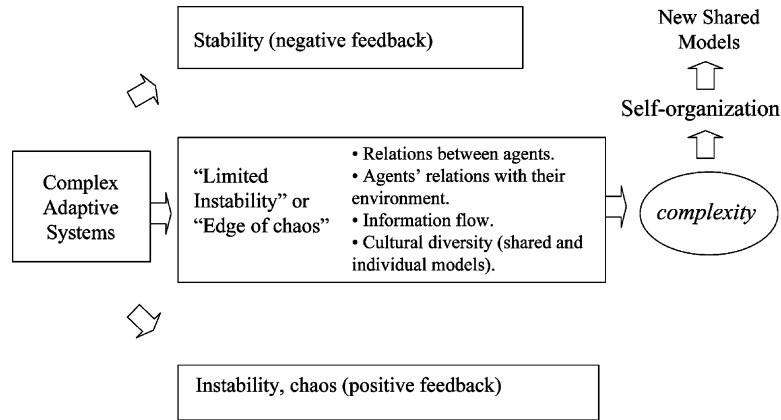 New Shared
Models
Stability (negative feedback)
Self-organization
Complex
Adaptive
Systems
“Limited
Instability” or
“Edge of chaos”
• Relations between agents.
• Agents’ relations with their
environment.
• Information flow.
• Cultural diversity (shared and
individual models).
complexity
Instability, chaos (positive feedback)